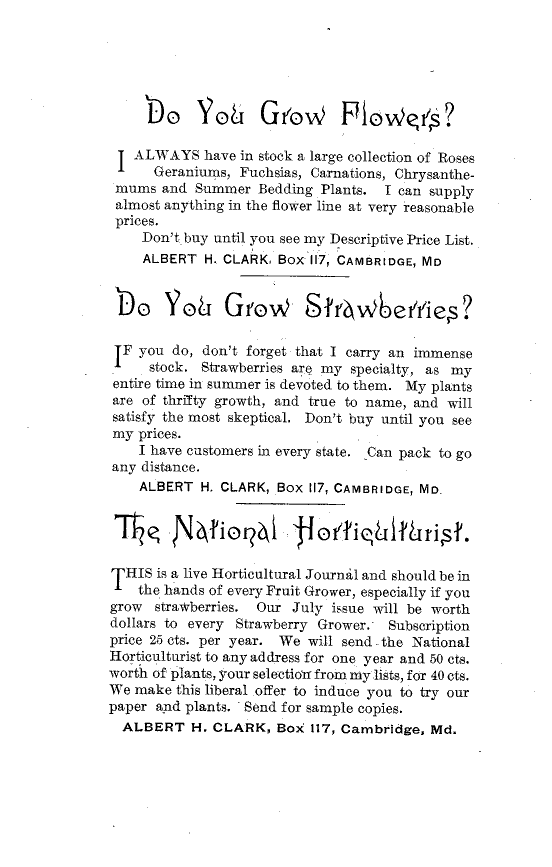 Do You Grow Flowers?
I ALWAYS have in stock a large collection of Roses
Geraniums, Fuchsias, Carnations, Chrysanthe-
mums and Summer Bedding Plants. I can supply
almost anything in the flower line at very reasonable
prices.
Don't buy until you see my Descriptive Price List.
ALBERT H. CLARK, Box 117, CAMBRIDGE, MD
Do You Grow Strawberries?
IF you do, don't forget that I carry an immense
stock. Strawberries are my specialty, as my
entire time in summer is devoted to them. My plants
are of thrifty growth, and true to name, and will
satisfy the most skeptical. Don't buy until you see
my prices.
I have customers in every state. Can pack to go
any distance.
ALBERT H. CLARK, Box 117, CAMBRIDGE, MD.
The National Horticulturist.
THIS is a live Horticultural Journal and should be in
the hands of every Fruit Grower, especially if you
grow strawberries. Our July issue will be worth
dollars to every Strawberry Grower. Subscription
price 25 cts. per year. We will send the National
Horticulturist to any address for one year and 50 cts.
worth of plants, your selection from my lists, for 40 cts.
We make this liberal offer to induce you to try our
paper and plants. Send for sample copies.
ALBERT H. CLARK, Box 117, Cambridge, Md.